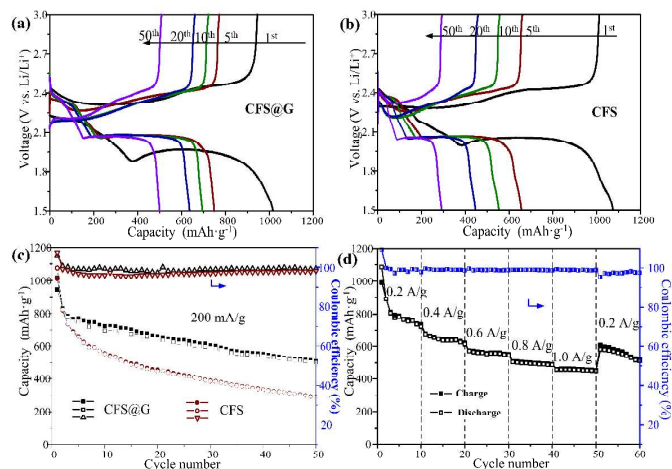 (a)
3.0
2.7
2.4
2.1
1.8
1.5
Voltage (V vs. Li/Li⁺)
50th 20th 10th 5th 1st
CFS@G
0 200 400 600 800 1000 1200
Capacity (mAh·g⁻¹)
(b)
3.0
2.7
2.4
2.1
1.8
1.5
Voltage (V vs. Li/Li⁺)
50th 20th 10th 5th 1st
CFS
0 200 400 600 800 1000 1200
Capacity (mAh·g⁻¹)
(c)
1200
1000
800
600
400
200
0
Capacity (mAh·g⁻¹)
200 mA/g
CFS@G CFS
0 10 20 30 40 50
Cycle number
100
80
60
40
20
Coulombic efficiency (%)
(d)
1200
1000
800
600
400
200
0
Capacity (mAh·g⁻¹)
0.2 A/g
0.4 A/g
0.6 A/g
0.8 A/g
1.0 A/g
0.2 A/g
Charge
Discharge
0 10 20 30 40 50 60
Cycle number
100
80
60
40
20
Coulorbic efficiency (%)